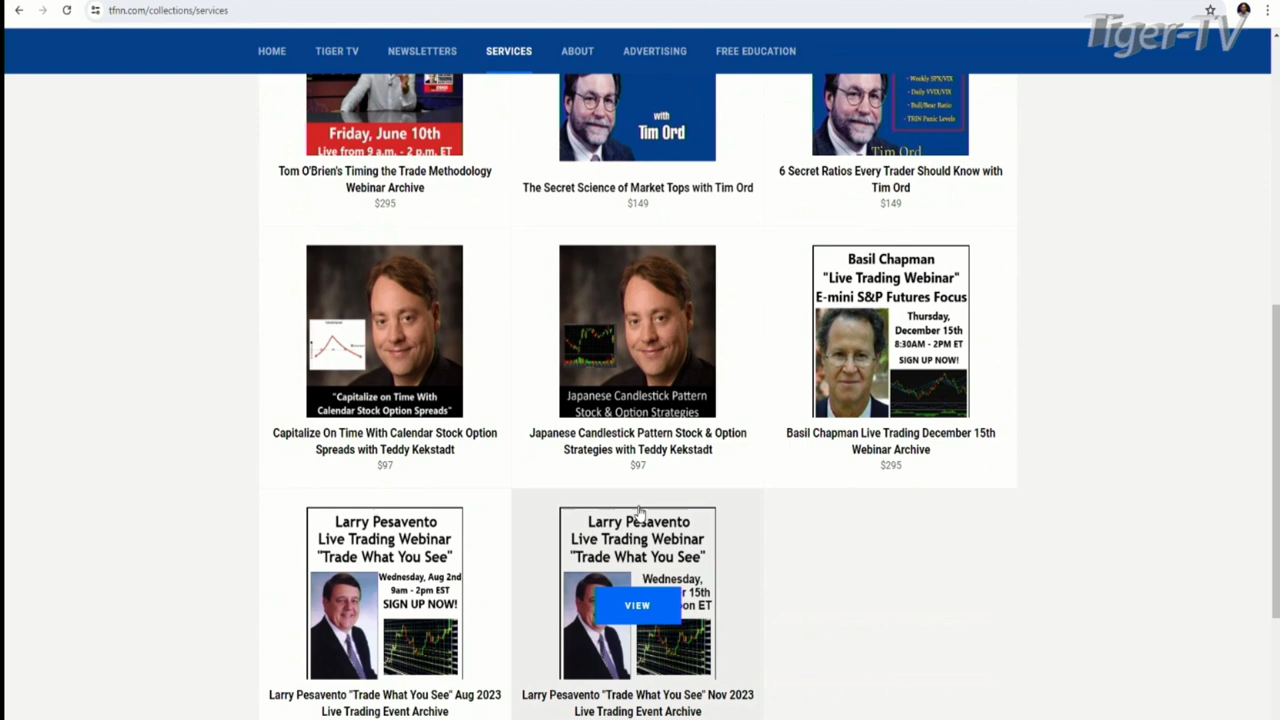 tfnn.com/collections/services
Tiger-TV
HOME TIGER TV NEWSLETTERS SERVICES ABOUT ADVERTISING FREE EDUCATION
Friday, June 10th
Live from 9 a.m. - 2 p.m. ET
Tom O'Brien's Timing the Trade Methodology
Webinar Archive
$295
with
Tim Ord
The Secret Science of Market Tops with Tim Ord
$149
- Weekly SPX/VIX
- Daily VVIX/VIX
- Bull/Bear Ratio
- TRIN Panic Levels
Tim Ord
6 Secret Ratios Every Trader Should Know with
Tim Ord
$149
"Capitalize on Time With
Calendar Stock Option Spreads"
Capitalize On Time With Calendar Stock Option
Spreads with Teddy Kekstadt
$97
Japanese Candlestick Pattern
Stock & Option Strategies
Japanese Candlestick Pattern Stock & Option
Strategies with Teddy Kekstadt
$97
Basil Chapman
"Live Trading Webinar"
E-mini S&P Futures Focus
Thursday,
December 15th
8:30AM - 2PM ET
SIGN UP NOW!
Basil Chapman Live Trading December 15th
Webinar Archive
$295
Larry Pesavento
Live Trading Webinar
"Trade What You See"
Wednesday, Aug 2nd
9am - 2pm EST
SIGN UP NOW!
Larry Pesavento "Trade What You See" Aug 2023
Live Trading Event Archive
Larry Pesavento
Live Trading Webinar
"Trade What You See"
Wednesday,
r 15th
on ET
VIEW
Larry Pesavento "Trade What You See" Nov 2023
Live Trading Event Archive